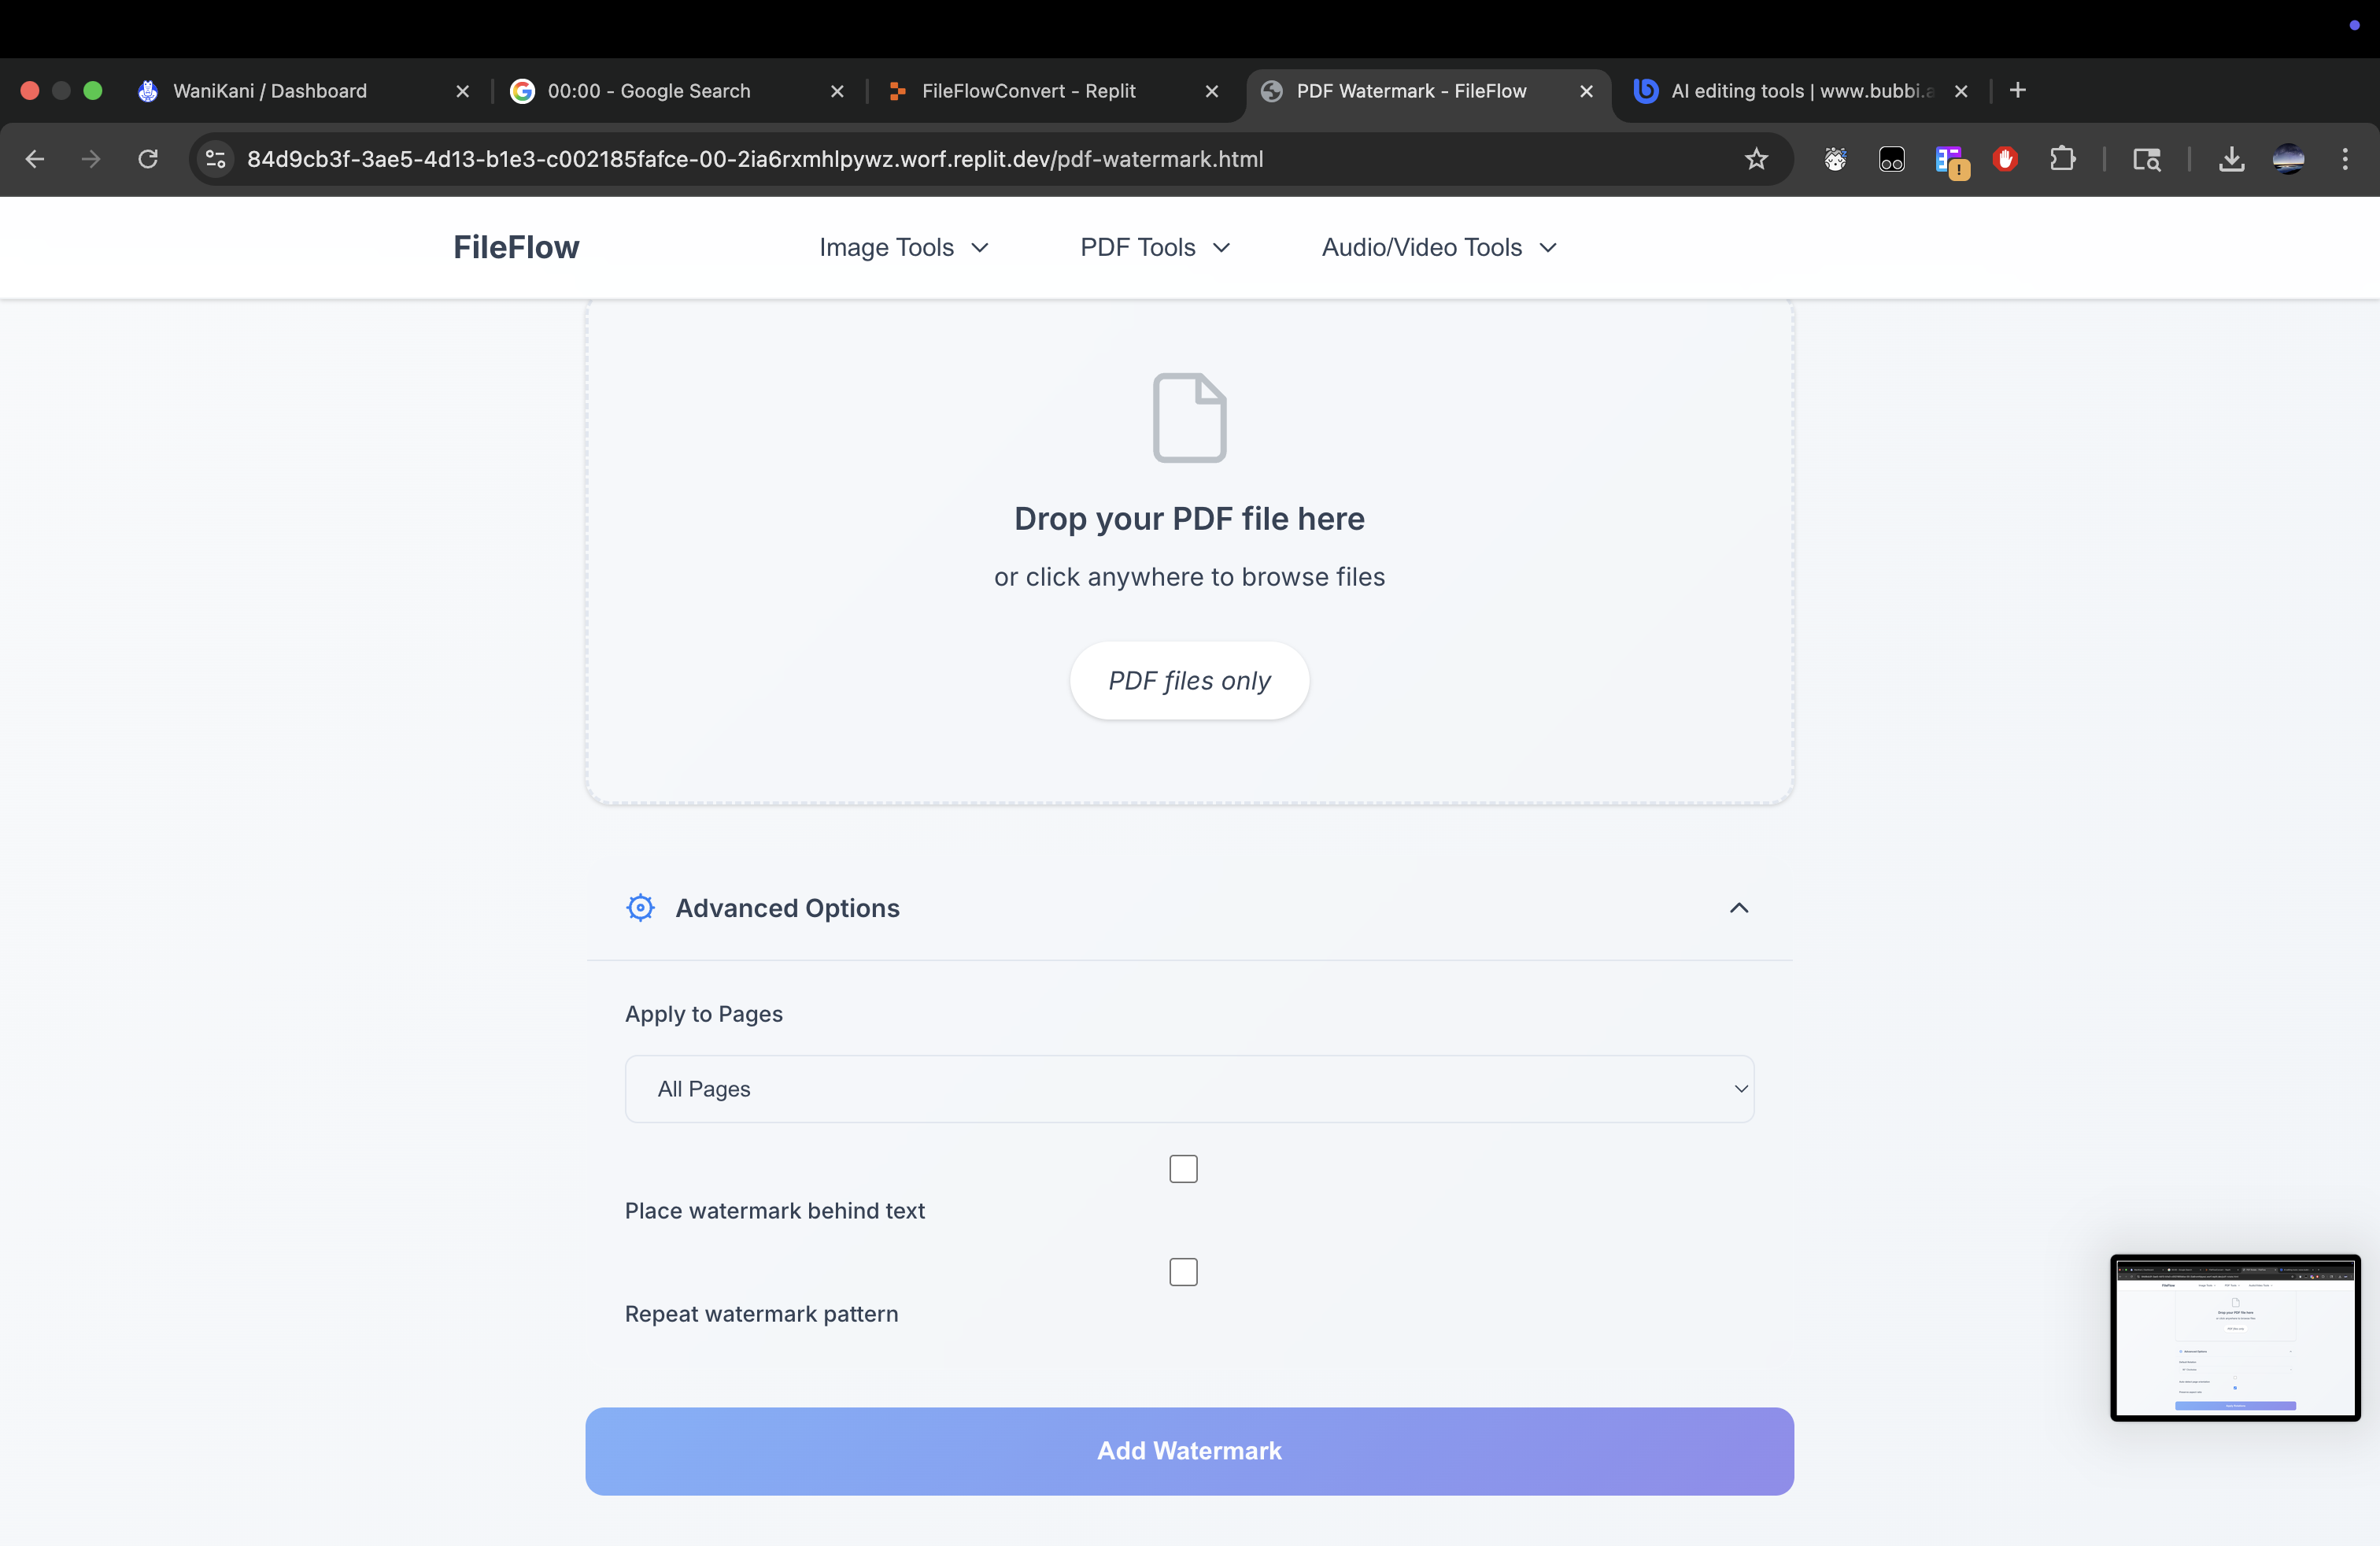 WaniKani / Dashboard
00:00 - Google Search
FileFlowConvert - Replit
PDF Watermark - FileFlow
AI editing tools | www.bubbi.a
84d9cb3f-3ae5-4d13-b1e3-c002185fafce-00-2ia6rxmhlpywz.worf.replit.dev/pdf-watermark.html
FileFlow
Image Tools
PDF Tools
Audio/Video Tools
Drop your PDF file here
or click anywhere to browse files
PDF files only
Advanced Options
Apply to Pages
All Pages
Place watermark behind text
Repeat watermark pattern
Add Watermark